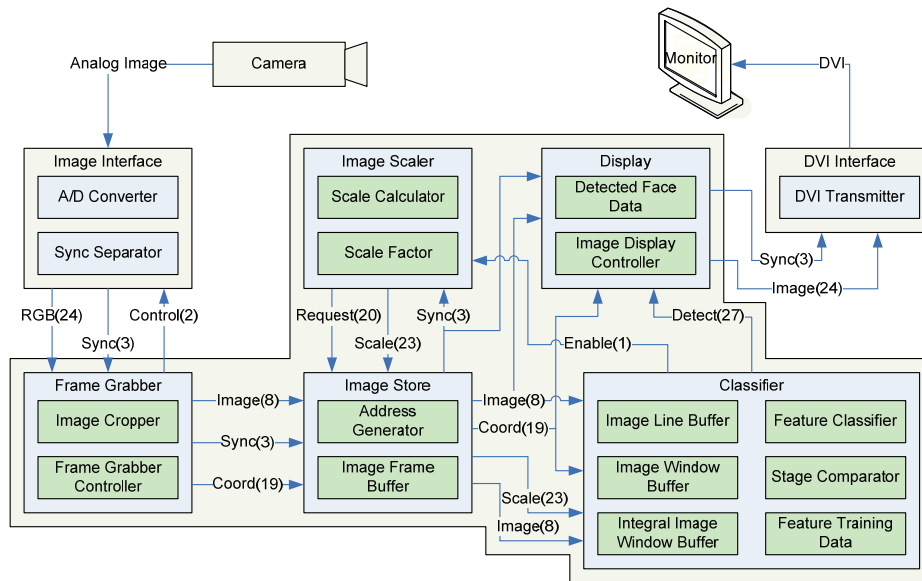 Analog Image
Camera
Monitor
DVI
Image Interface
A/D Converter
Sync Separator
Image Scaler
Scale Calculator
Scale Factor
Display
Detected Face
Data
Image Display
Controller
DVI Interface
DVI Transmitter
Sync(3)
Image(24)
RGB(24)
Control(2)
Sync(3)
Request(20)
Sync(3)
Scale(23)
Detect(27)
Enable(1)
Frame Grabber
Image Cropper
Frame Grabber
Controller
Image(8)
Sync(3)
Coord(19)
Image Store
Address
Generator
Image Frame
Buffer
Image(8)
Coord(19)
Scale(23)
Image(8)
Classifier
Image Line Buffer
Feature Classifier
Image Window
Buffer
Stage Comparator
Integral Image
Window Buffer
Feature Training
Data